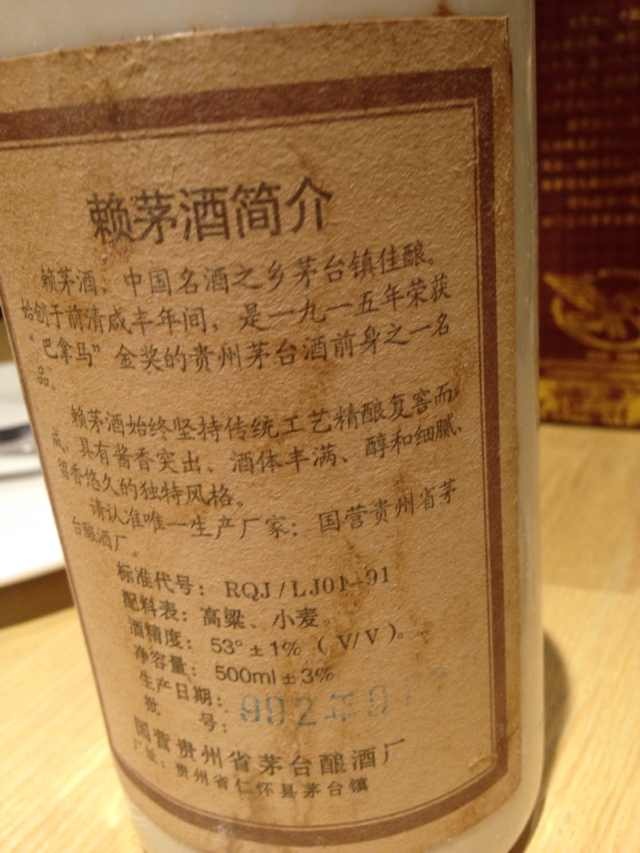 赖茅酒简介
赖茅酒、中国名酒之乡茅台镇佳酿。
始创于前清咸丰年间，是一九一五年荣获
“巴拿马”金奖的贵州茅台酒前身之一名
品。
赖茅酒始终坚持传统工艺精酿复窖而
成，具有酱香突出、酒体丰满、醇和细腻、
留香悠久的独特风格。
请认准唯一生产厂家：国营贵州省茅
台酿酒厂。
标准代号：RQJ/LJ01-91
配料表：高粱、小麦。
酒精度：53°±1%（V/V）。
净容量：500ml±3%
生产日期：
批 号：992年9
国营贵州省茅台酿酒厂
厂址：贵州省仁怀县茅台镇